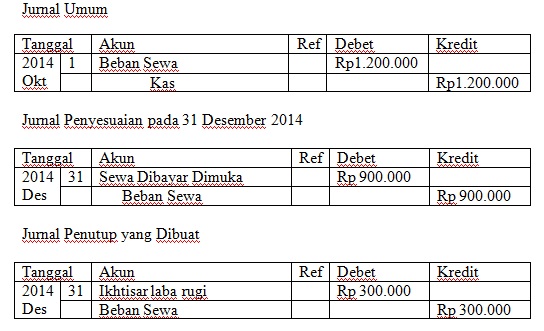 Jurnal Umum
Tanggal Akun Ref Debet Kredit
2014 1 Beban Sewa Rp1.200.000
Okt Kas Rp1.200.000
Jurnal Penyesuaian pada 31 Desember 2014
Tanggal Akun Ref Debet Kredit
2014 31 Sewa Dibayar Dimuka Rp 900.000
Des Beban Sewa Rp 900.000
Jurnal Penutup yang Dibuat
Tanggal Akun Ref Debet Kredit
2014 31 Ikhtisar laba rugi Rp 300.000
Des Beban Sewa Rp 300.000